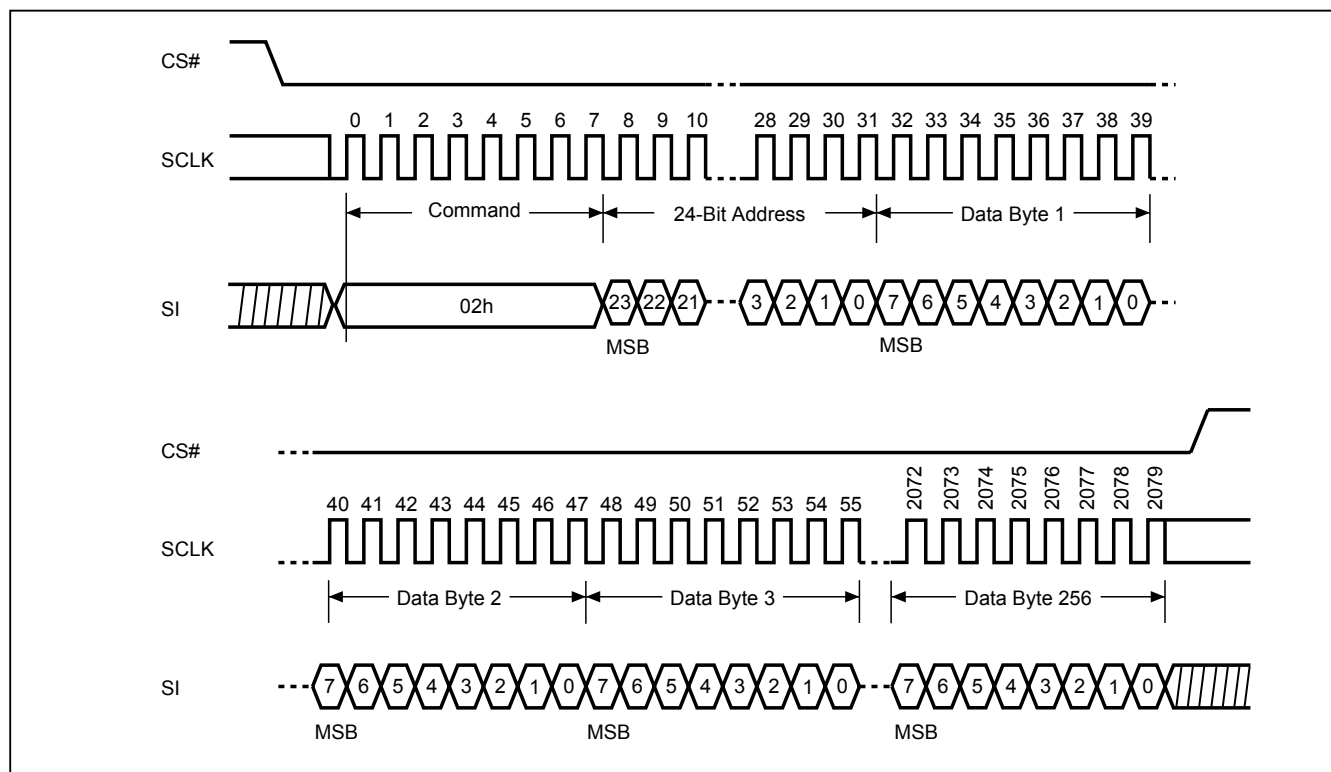 CS#
0 1 2 3 4 5 6 7 8 9 10 28 29 30 31 32 33 34 35 36 37 38 39
SCLK
Command 24-Bit Address Data Byte 1
SI 02h 23 22 21 3 2 1 0 7 6 5 4 3 2 1 0
MSB MSB
CS#
40 41 42 43 44 45 46 47 48 49 50 51 52 53 54 55 2072 2073 2074 2075 2076 2077 2078 2079
SCLK
Data Byte 2 Data Byte 3 Data Byte 256
SI 7 6 5 4 3 2 1 0 7 6 5 4 3 2 1 0 7 6 5 4 3 2 1 0
MSB MSB MSB